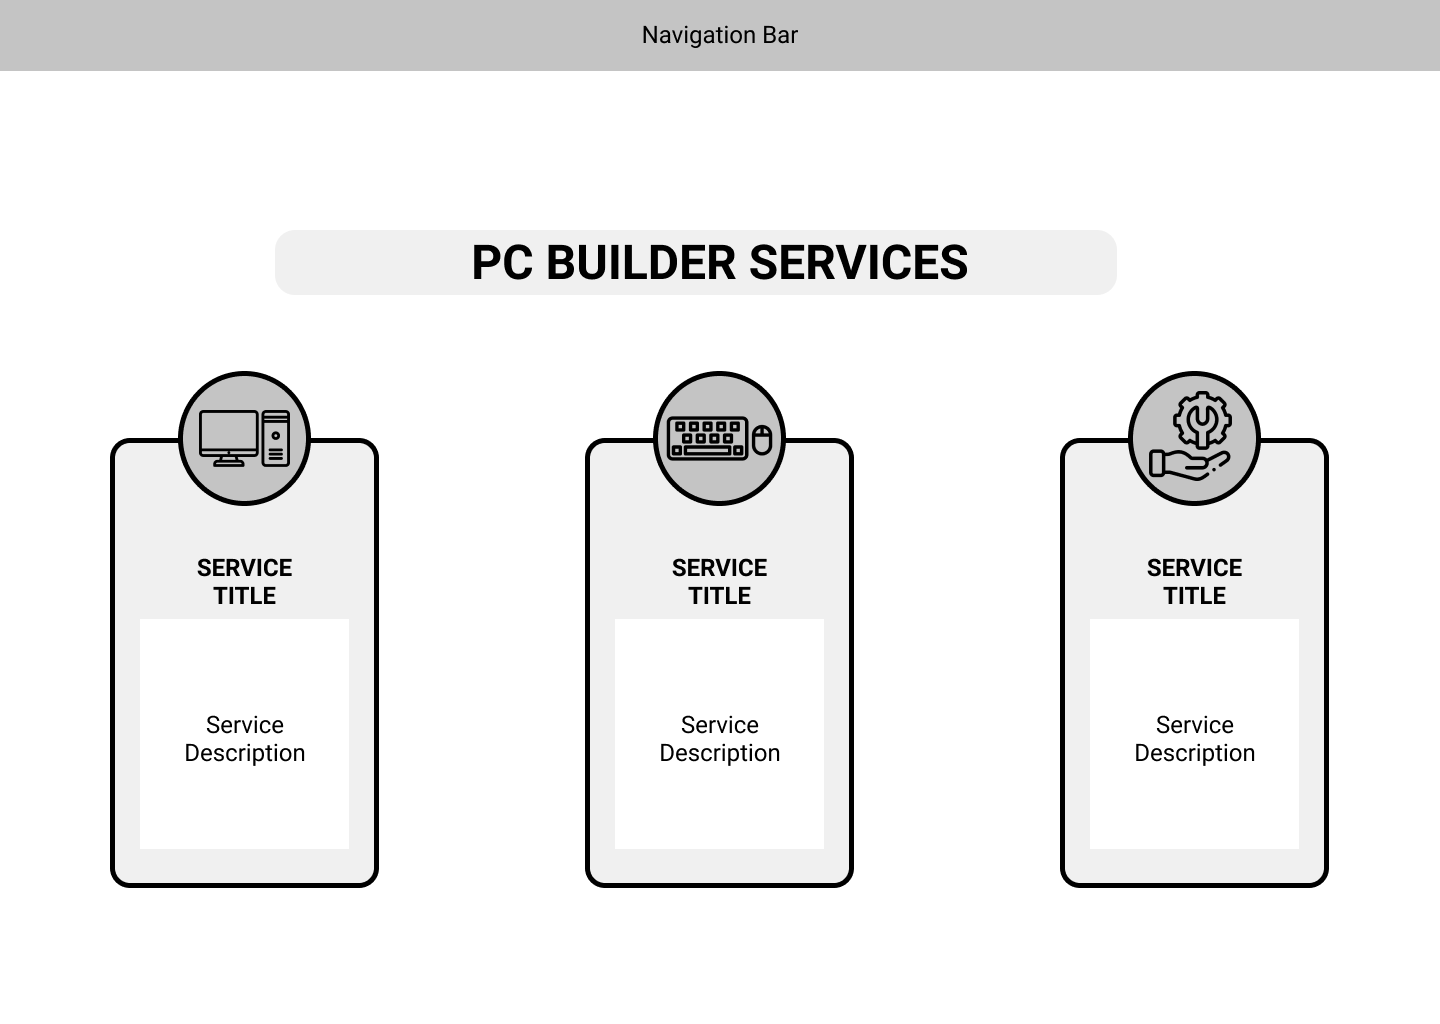 Navigation Bar
PC BUILDER SERVICES
SERVICE
TITLE
Service
Description
SERVICE
TITLE
Service
Description
SERVICE
TITLE
Service
Description